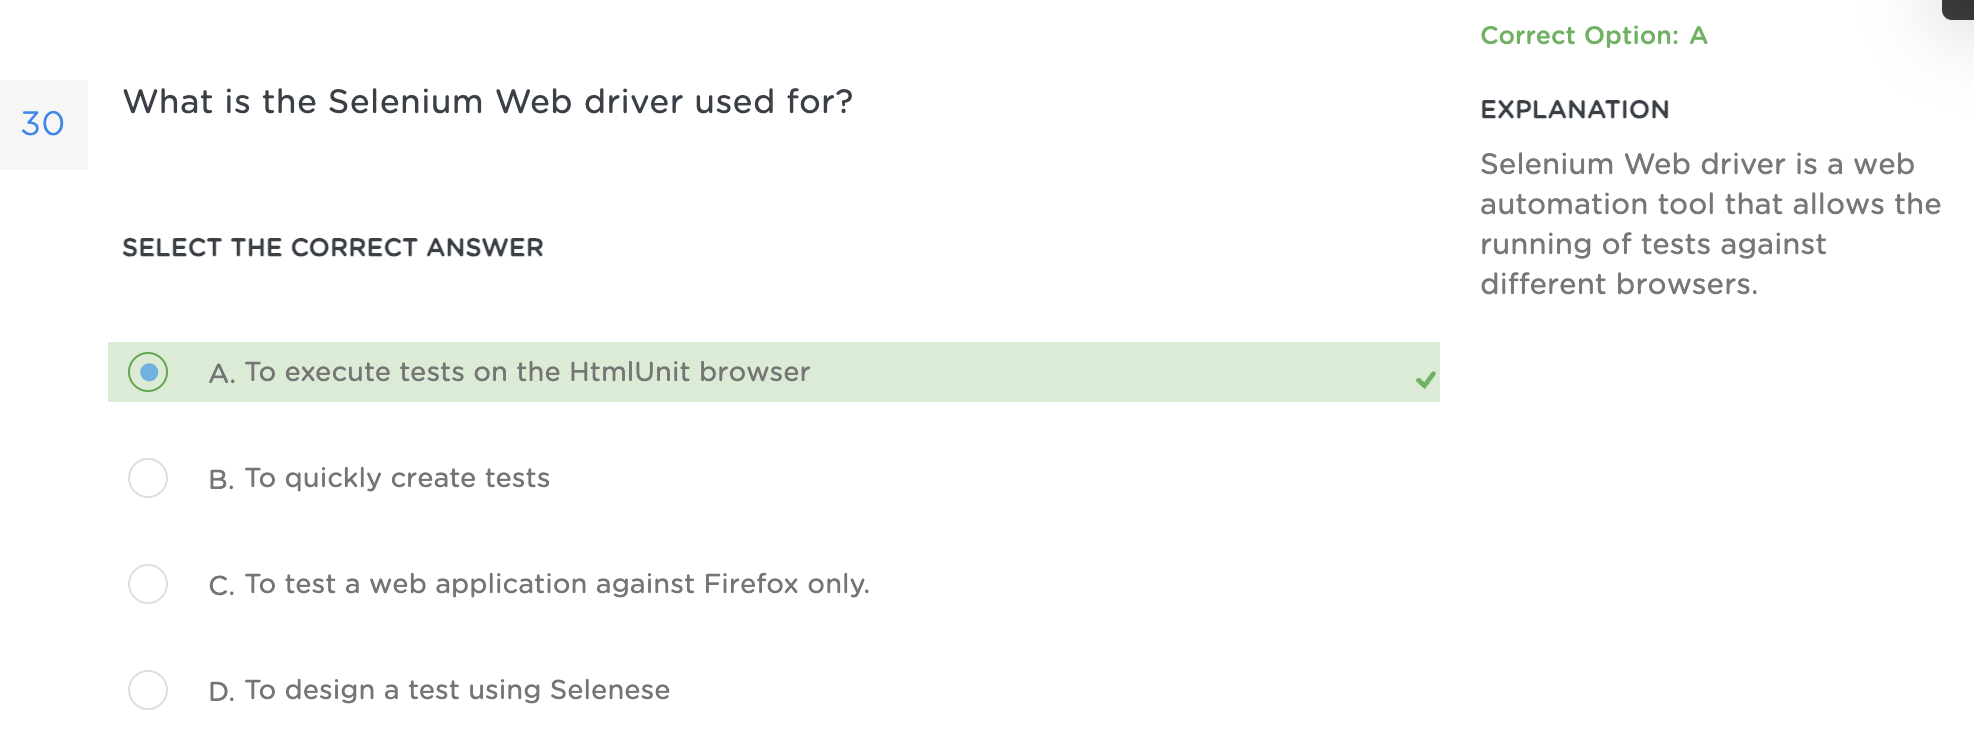 30
What is the Selenium Web driver used for?
SELECT THE CORRECT ANSWER
A. To execute tests on the HtmlUnit browser
B. To quickly create tests
C. To test a web application against Firefox only.
D. To design a test using Selenese
Correct Option: A
EXPLANATION
Selenium Web driver is a web
automation tool that allows the
running of tests against
different browsers.